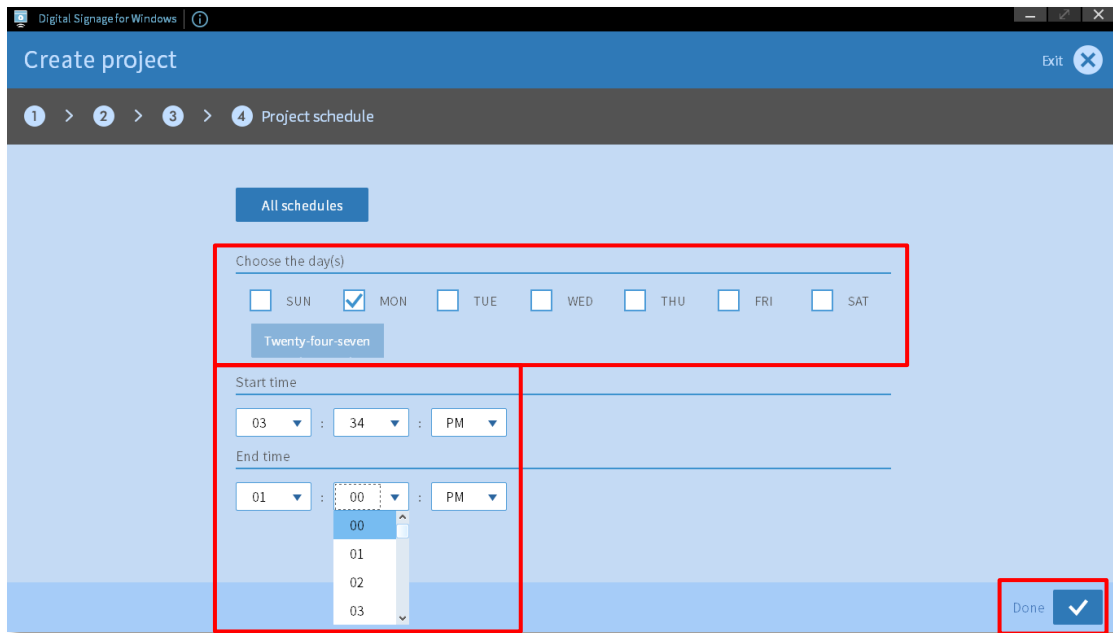 Digital Signage for Windows
Create project
Exit
1 > 2 > 3 > 4 Project schedule
All schedules
Choose the day(s)
SUN MON TUE WED THU FRI SAT
Twenty-four-seven
Start time
03 : 34 : PM
End time
01 : 00 : PM
00
01
02
03
Done